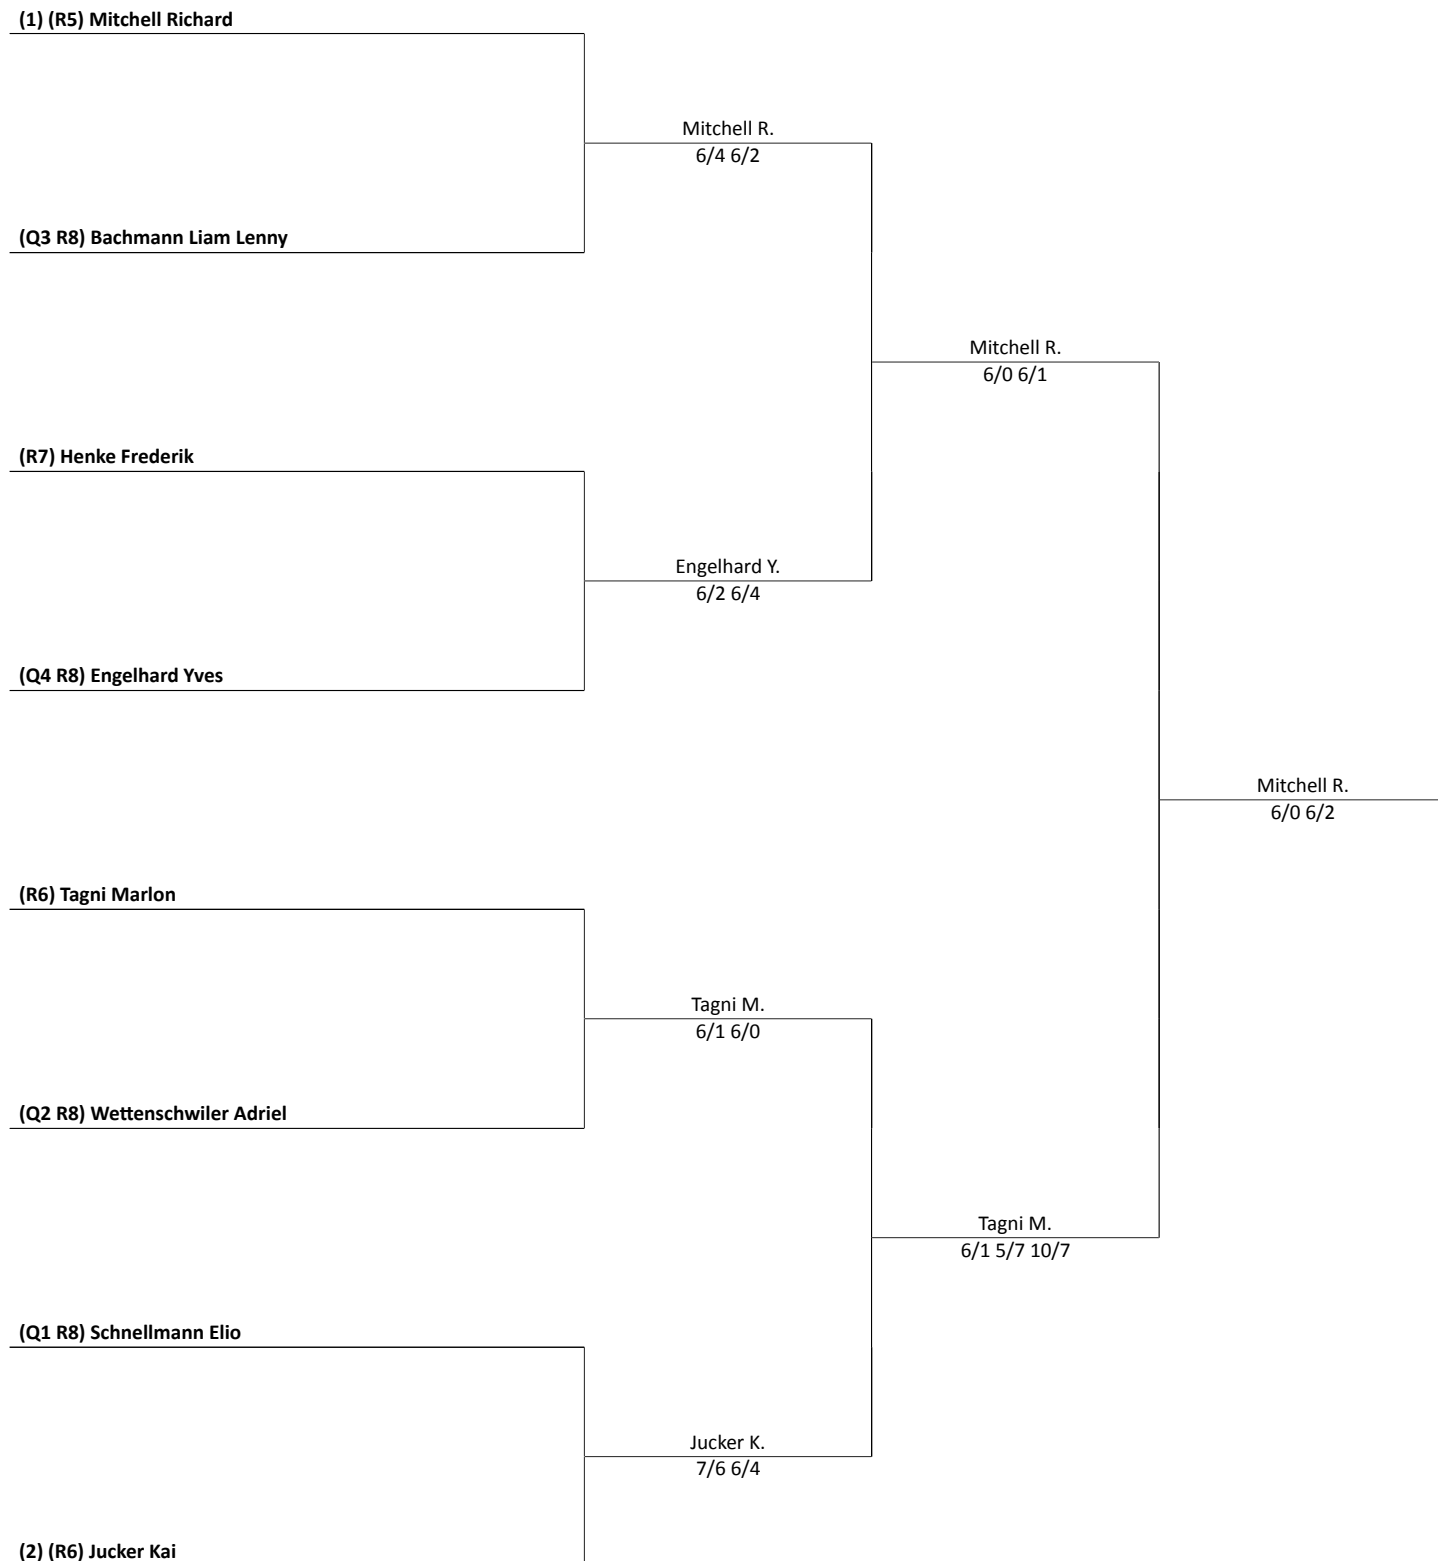 (1) (R5) Mitchell Richard
Mitchell R.
6/4 6/2
(Q3 R8) Bachmann Liam Lenny
Mitchell R.
6/0 6/1
(R7) Henke Frederik
Engelhard Y.
6/2 6/4
(Q4 R8) Engelhard Yves
Mitchell R.
6/0 6/2
(R6) Tagni Marlon
Tagni M.
6/1 6/0
(Q2 R8) Wettenschwiler Adriel
Tagni M.
6/1 5/7 10/7
(Q1 R8) Schnellmann Elio
Jucker K.
7/6 6/4
(2) (R6) Jucker Kai